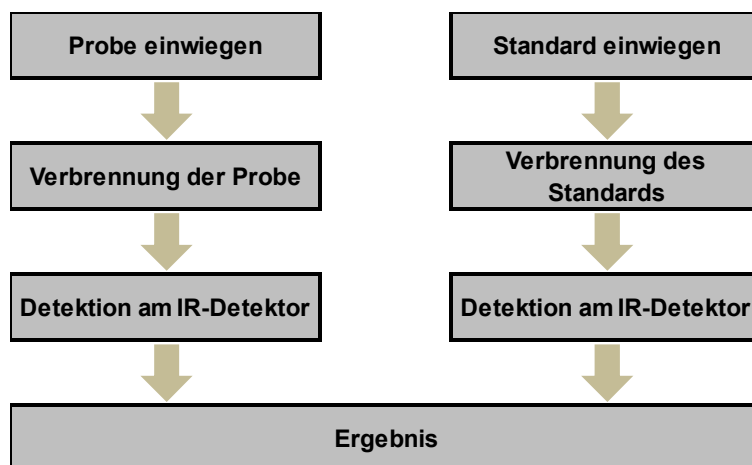 Probe einwiegen
Standard einwiegen
Verbrennung der Probe
Verbrennung des
Standards
Detektion am IR-Detektor
Detektion am IR-Detektor
Ergebnis